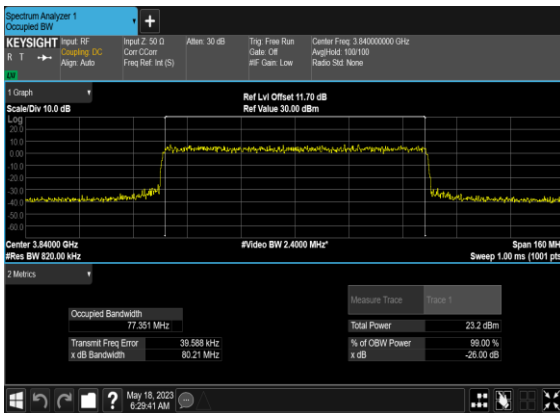 Spectrum Analyzer 1
Occupied BW
+
KEYSIGHT
R T
LV
Input: RF
Coupling: DC
Align: Auto
Input Z: 50 Ω
Corr CCorr
Freq Ref: Int (S)
Atten: 30 dB
Trig: Free Run
Gate: Off
#IF Gain: Low
Center Freq: 3.840000000 GHz
Avg|Hold: 100/100
Radio Std: None
1 Graph
Scale/Div 10.0 dB
Ref Lvl Offset 11.70 dB
Ref Value 30.00 dBm
Log
20.0
10.0
0.00
-10.0
-20.0
-30.0
-40.0
-50.0
-60.0
Center 3.84000 GHz
#Res BW 820.00 kHz
#Video BW 2.4000 MHz*
Span 160 MH
Sweep 1.00 ms (1001 pts
2 Metrics
Measure Trace Trace 1
Occupied Bandwidth
77.351 MHz
Total Power 23.2 dBm
Transmit Freq Error 39.588 kHz
% of OBW Power 99.00 %
x dB Bandwidth 80.21 MHz
x dB -26.00 dB
?
May 18, 2023
6:29:41 AM